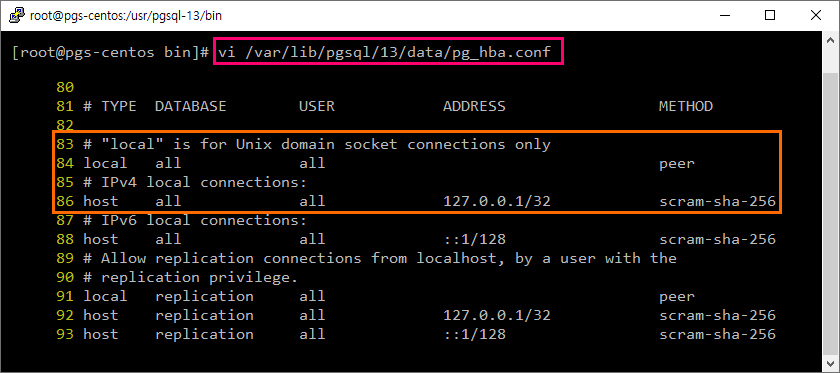 root@pgs-centos:/usr/pgsql-13/bin
[root@pgs-centos bin]# vi /var/lib/pgsql/13/data/pg_hba.conf
80
81 # TYPE  DATABASE        USER            ADDRESS                 METHOD
82
83 # "local" is for Unix domain socket connections only
84 local   all             all                                     peer
85 # IPv4 local connections:
86 host    all             all             127.0.0.1/32            scram-sha-256
87 # IPv6 local connections:
88 host    all             all             ::1/128                 scram-sha-256
89 # Allow replication connections from localhost, by a user with the
90 # replication privilege.
91 local   replication     all                                     peer
92 host    replication     all             127.0.0.1/32            scram-sha-256
93 host    replication     all             ::1/128                 scram-sha-256